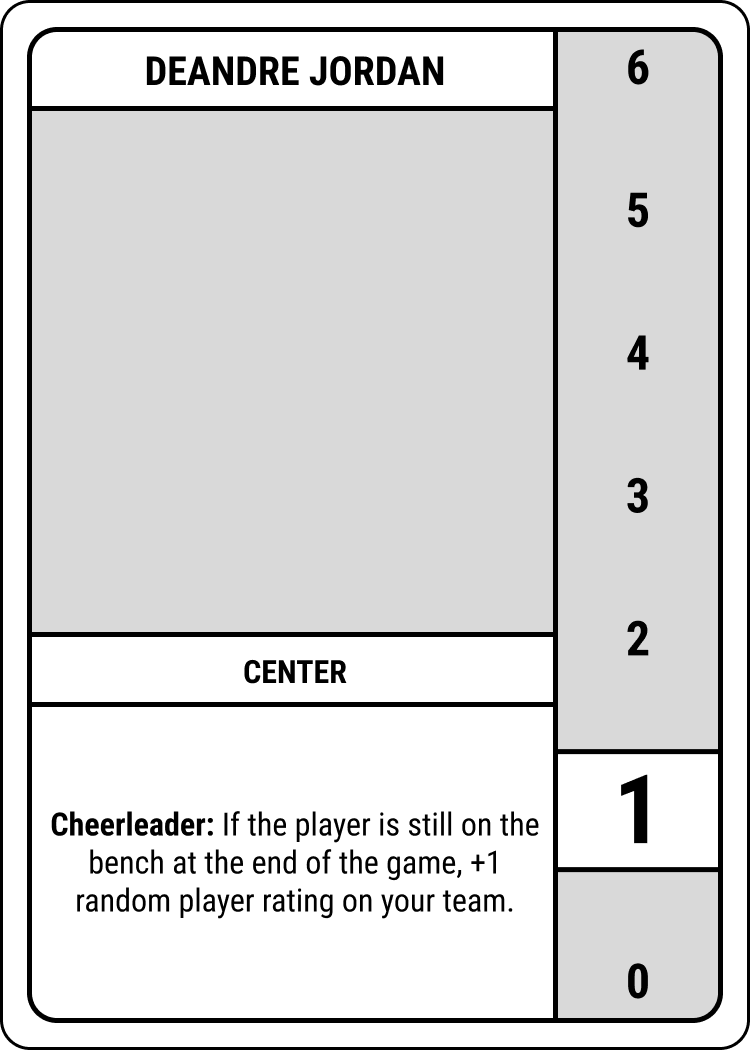 DEANDRE JORDAN
6
5
4
3
2
1
0
CENTER
Cheerleader: If the player is still on the
bench at the end of the game, +1
random player rating on your team.